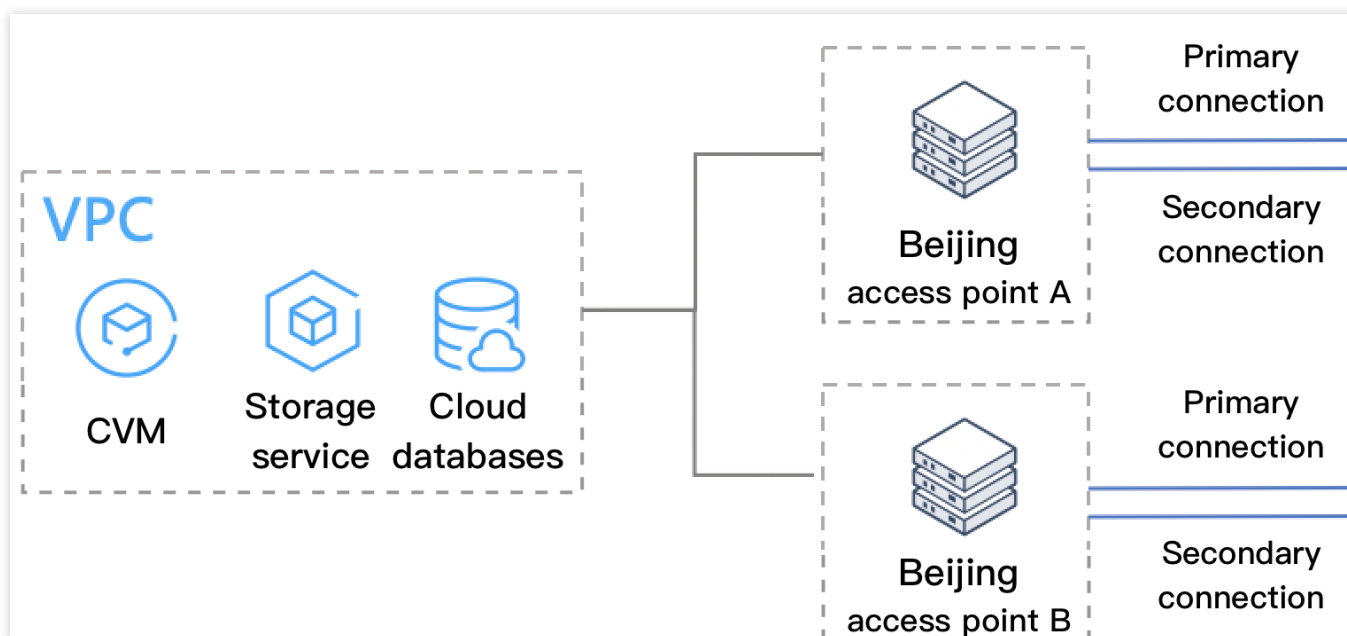 VPC
CVM
Storage
service
Cloud
databases
Beijing
access point A
Primary
connection
Secondary
connection
Beijing
access point B
Primary
connection
Secondary
connection